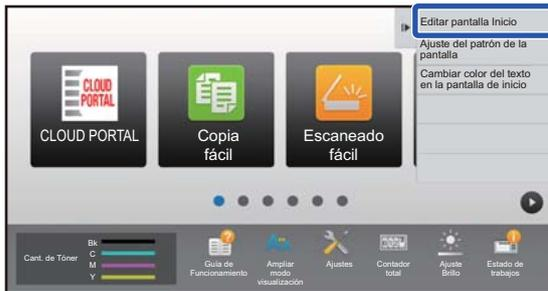 Editar pantalla Inicio
Ajuste del patrón de la
pantalla
Cambiar color del texto
en la pantalla de inicio
CLOUD
PORTAL
CLOUD PORTAL
Copia
fácil
Escaneado
fácil
Cant. de Tóner
Bk
C
M
Y
Guía de
Funcionamiento
Ampliar
modo
visualización
Ajustes
Contador
total
Ajuste
Brillo
Estado de
trabajos